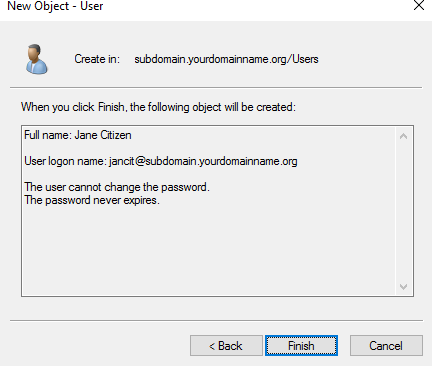 New Object - User
Create in: subdomain.yourdomainname.org/Users
When you click Finish, the following object will be created:
Full name: Jane Citizen
User logon name: jancit@subdomain.yourdomainname.org
The user cannot change the password.
The password never expires.
< Back Finish Cancel